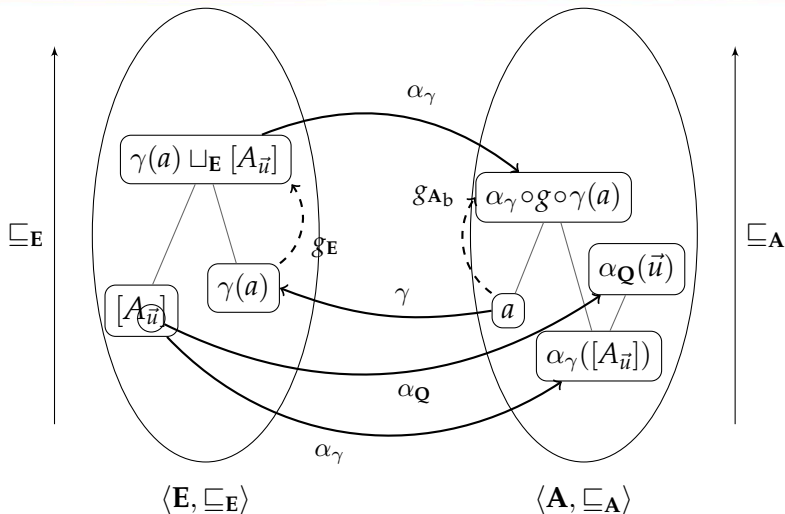 α_γ
γ(a) ⊔_E [A_u⃗]
g_{A_b}
α_γ∘g∘γ(a)
⊑_E
g_E
⊑_A
α_Q(u⃗)
γ(a)
γ
[A_u⃗]
a
α_γ([A_u⃗])
α_Q
α_γ
⟨E, ⊑_E⟩
⟨A, ⊑_A⟩